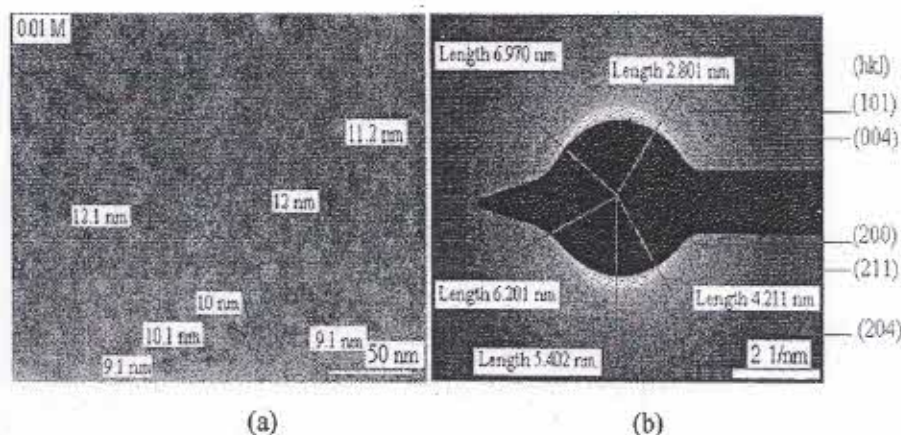 0.01 M
11.2 nm
12 nm
12.1 nm
10 nm
10.1 nm
9.1 nm
9.1 nm
50 nm
(a)
Length 6.970 nm
Length 2.801 nm
Length 6.201 nm
Length 4.211 nm
Length 5.402 nm
2 1/nm
(hkl)
(101)
(004)
(200)
(211)
(204)
(b)